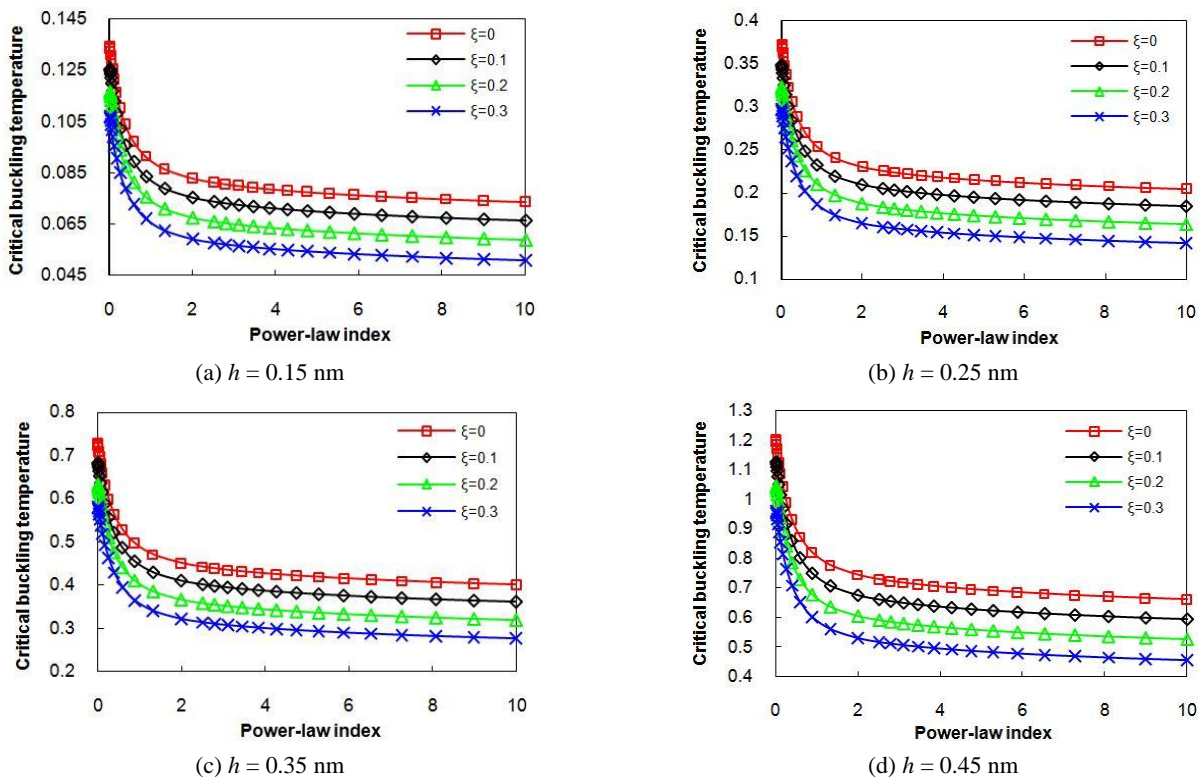 0.145
0.125
0.105
0.085
0.065
0.045
Critical buckling temperature
0 2 4 6 8 10
Power-law index
ξ=0
ξ=0.1
ξ=0.2
ξ=0.3
(a) h = 0.15 nm
0.4
0.35
0.3
0.25
0.2
0.15
0.1
Critical buckling temperature
0 2 4 6 8 10
Power-law index
ξ=0
ξ=0.1
ξ=0.2
ξ=0.3
(b) h = 0.25 nm
0.8
0.7
0.6
0.5
0.4
0.3
0.2
Critical buckling temperature
0 2 4 6 8 10
Power-law index
ξ=0
ξ=0.1
ξ=0.2
ξ=0.3
(c) h = 0.35 nm
1.3
1.2
1.1
1
0.9
0.8
0.7
0.6
0.5
0.4
Critical buckling temperature
0 2 4 6 8 10
Power-law index
ξ=0
ξ=0.1
ξ=0.2
ξ=0.3
(d) h = 0.45 nm